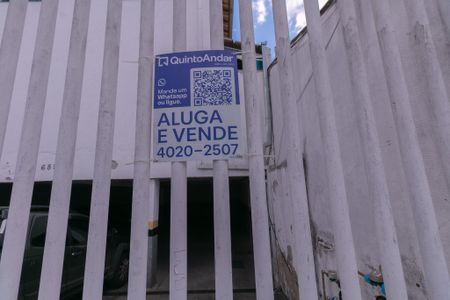 QuintoAndar
Mande um
Whatsapp
ou ligue.
ALUGA
E VENDE
4020-2507